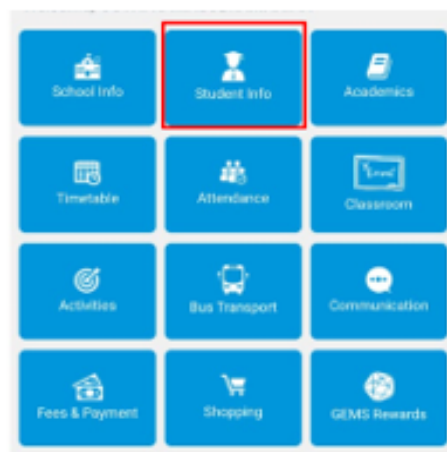 School Info
Student Info
Academics
Timetable
Attendance
Classroom
Activities
Bus Transport
Communication
Fees & Payment
Shopping
GEMS Rewards